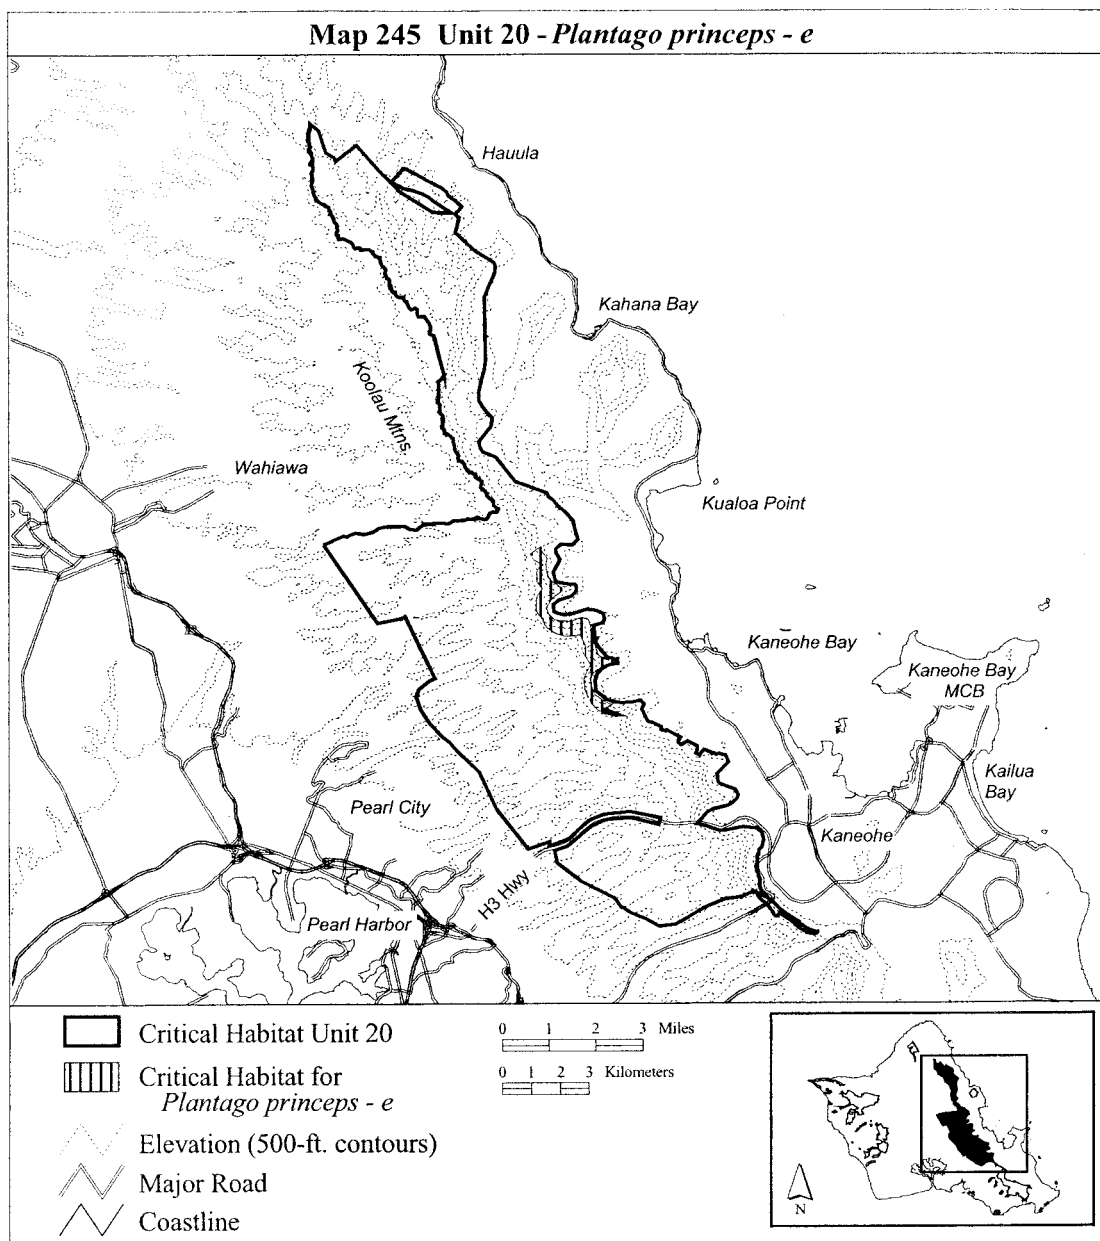 Map 245 Unit 20 - Plantago princeps - e
Hauula
Kahana Bay
Koolau Mtns.
Wahiawa
Kualoa Point
Kaneohe Bay
Kaneohe Bay
MCB
Kailua
Bay
Pearl City
Kaneohe
H3 Hwy
Pearl Harbor
Critical Habitat Unit 20
Critical Habitat for
Plantago princeps - e
Elevation (500-ft. contours)
Major Road
Coastline
0 1 2 3 Miles
0 1 2 3 Kilometers
N